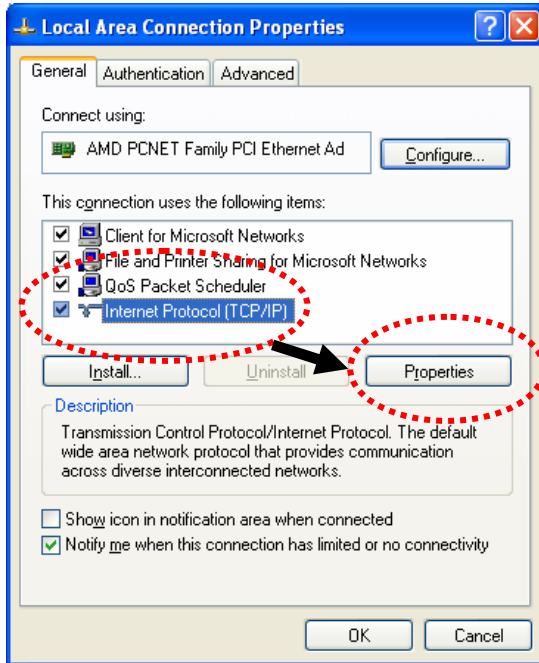 Local Area Connection Properties
General Authentication Advanced
Connect using:
AMD PCNET Family PCI Ethernet Ad Configure...
This connection uses the following items:
Client for Microsoft Networks
File and Printer Sharing for Microsoft Networks
QoS Packet Scheduler
Internet Protocol (TCP/IP)
Install... Uninstall Properties
Description
Transmission Control Protocol/Internet Protocol. The default
wide area network protocol that provides communication
across diverse interconnected networks.
Show icon in notification area when connected
Notify me when this connection has limited or no connectivity
OK Cancel